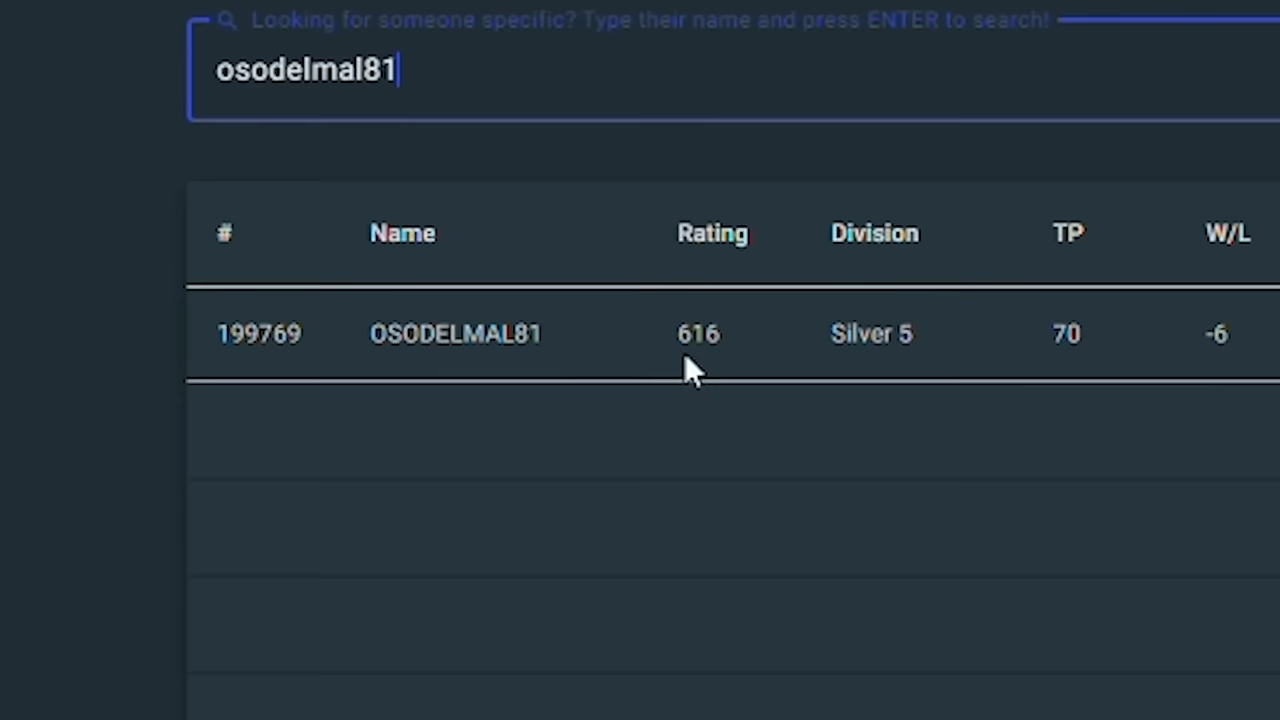 Looking for someone specific? Type their name and press ENTER to search!
osodelmal81
# Name Rating Division TP W/L
199769 OSODELMAL81 616 Silver 5 70 -6